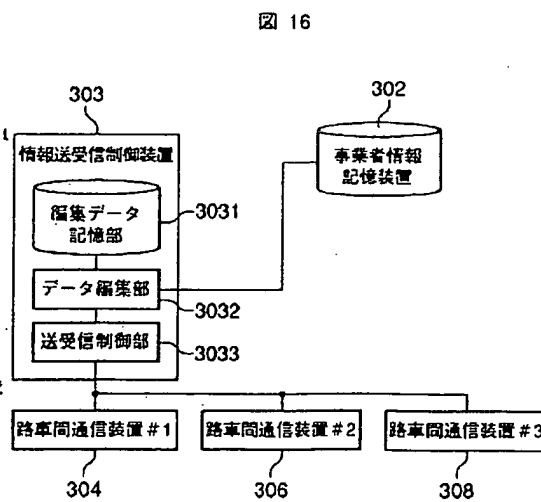 図 16
303
302
情報送受信制御装置
事業者情報
記憶装置
編集データ
記憶部
3031
データ編集部
3032
送受信制御部
3033
路車間通信装置#1
路車間通信装置#2
路車間通信装置#3
304
306
308